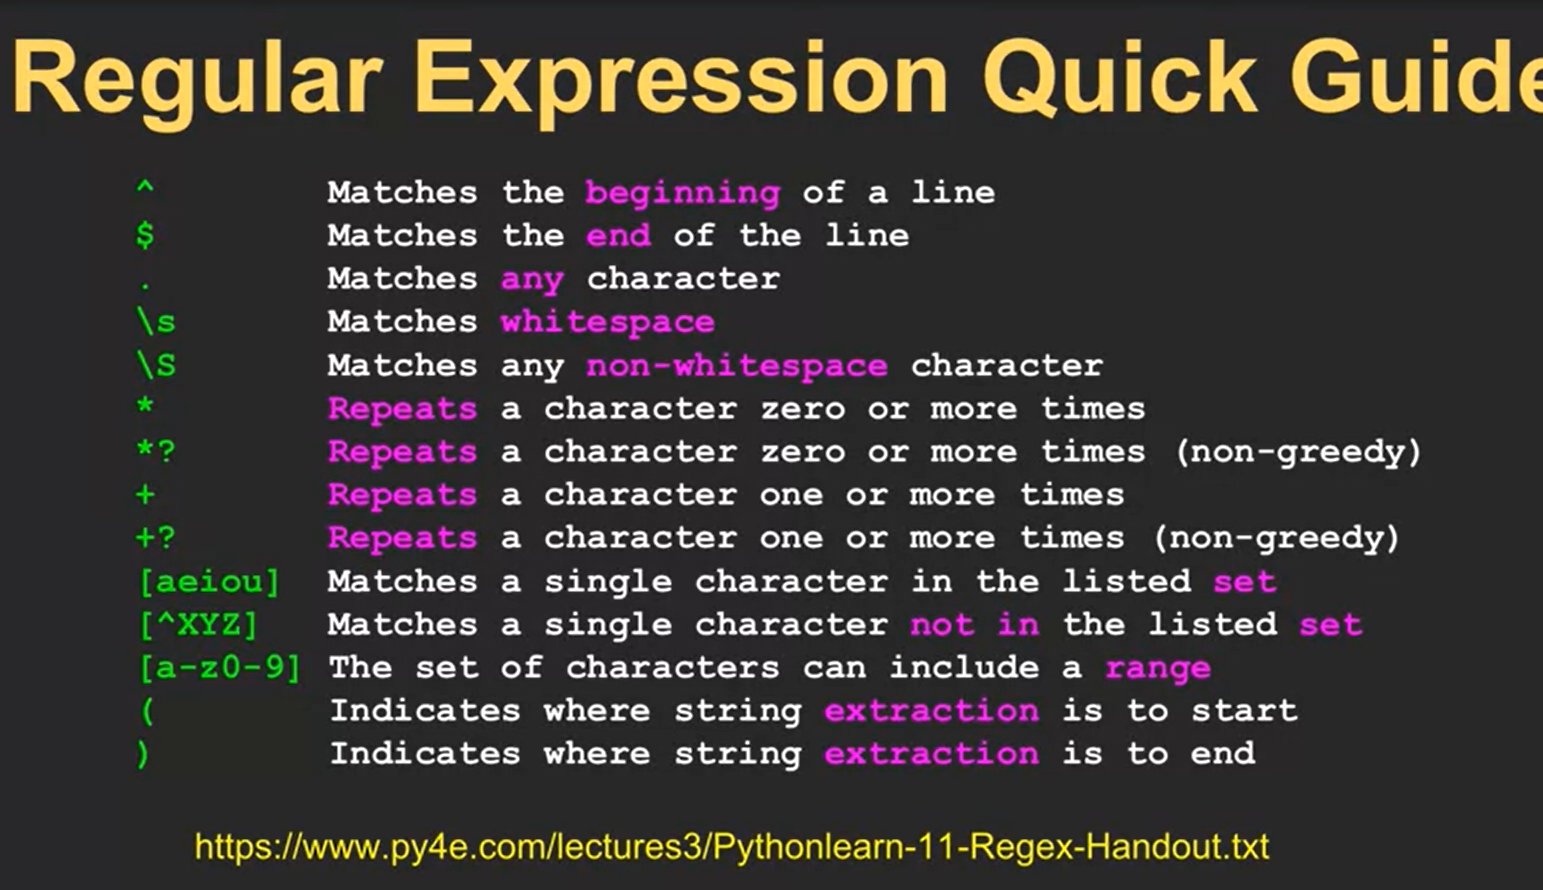 Regular Expression Quick Guide
^ Matches the beginning of a line
$ Matches the end of the line
. Matches any character
\s Matches whitespace
\S Matches any non-whitespace character
* Repeats a character zero or more times
*? Repeats a character zero or more times (non-greedy)
+ Repeats a character one or more times
+? Repeats a character one or more times (non-greedy)
[aeiou] Matches a single character in the listed set
[^XYZ] Matches a single character not in the listed set
[a-z0-9] The set of characters can include a range
( Indicates where string extraction is to start
) Indicates where string extraction is to end
https://www.py4e.com/lectures3/Pythonlearn-11-Regex-Handout.txt